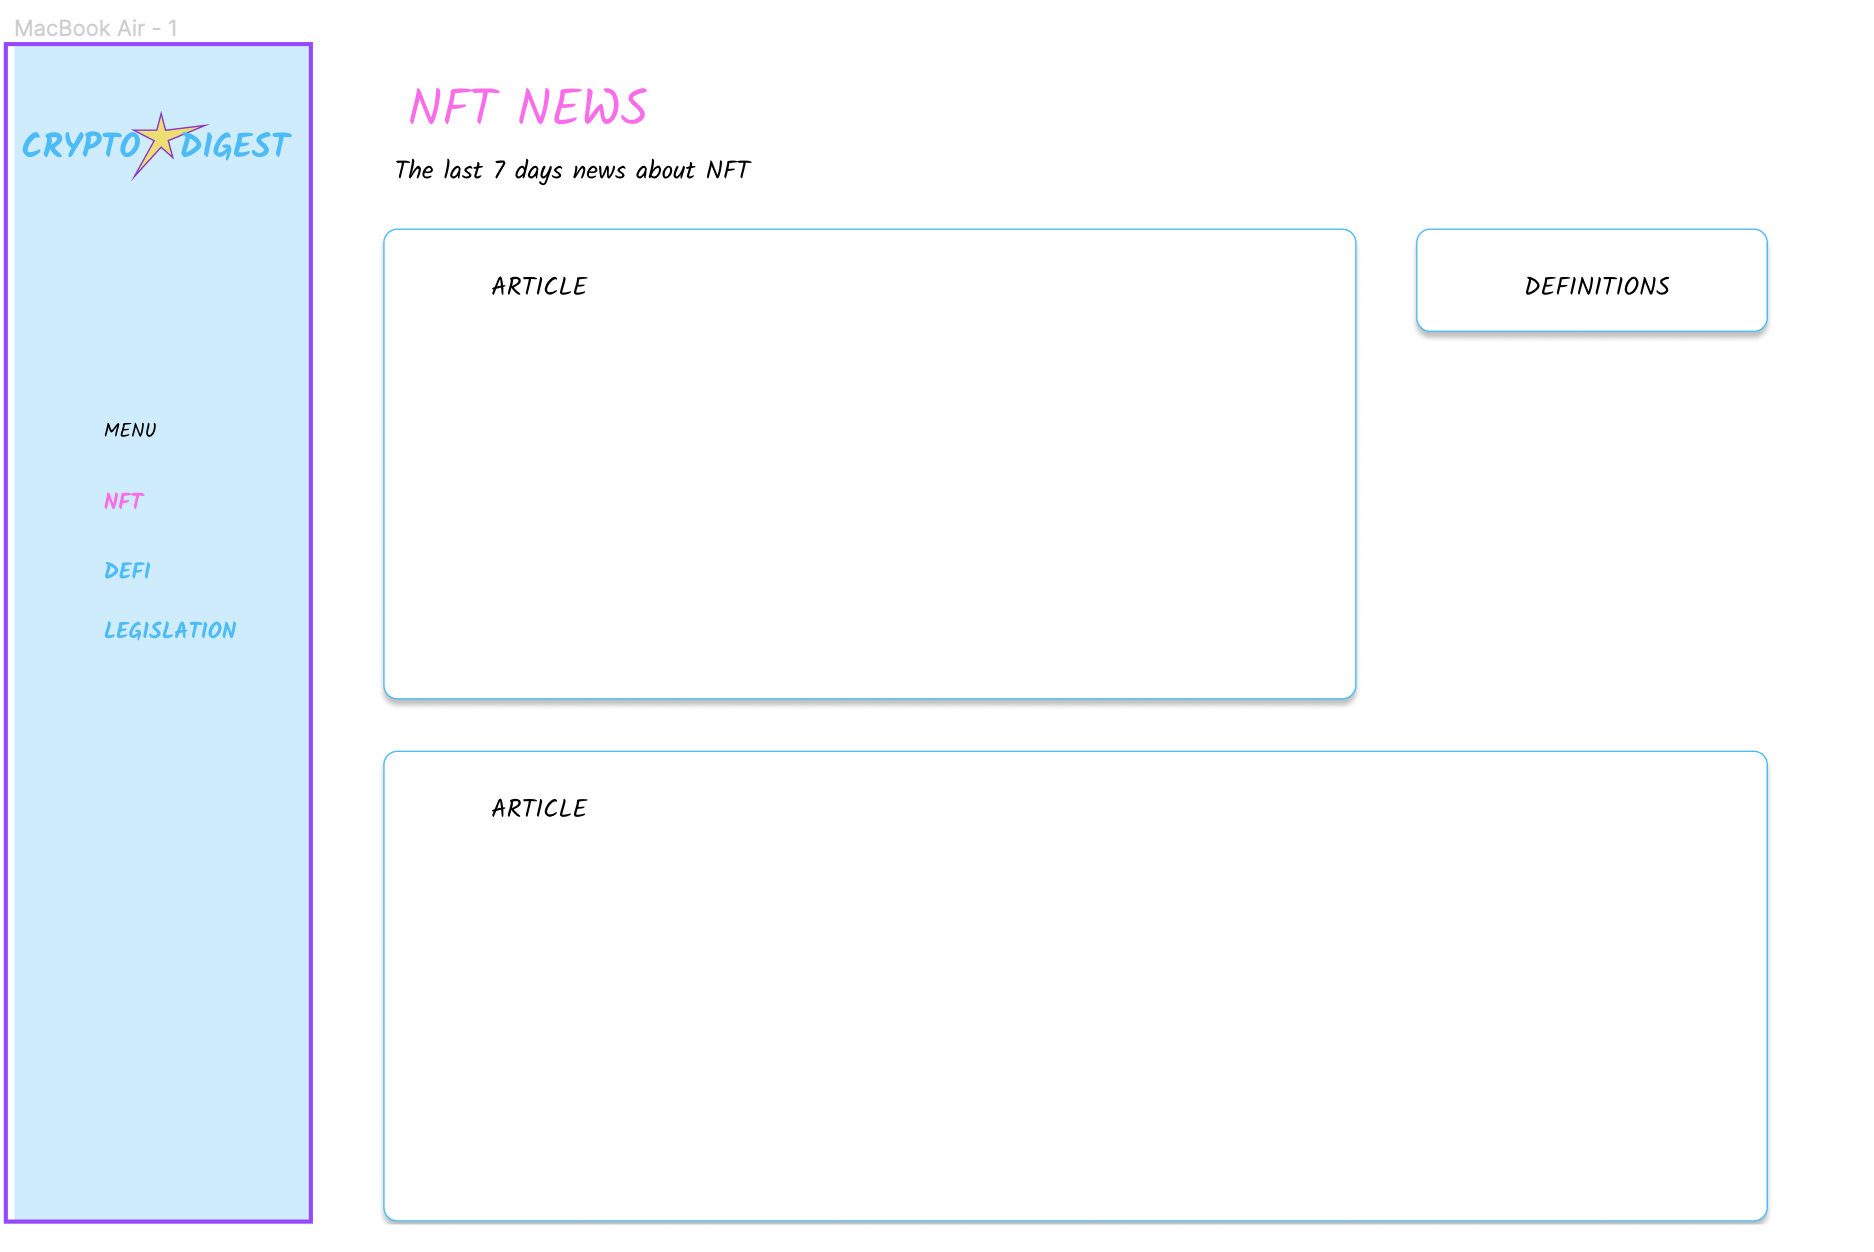 MacBook Air - 1
CRYPTO DIGEST
MENU
NFT
DEFI
LEGISLATION
NFT NEWS
The last 7 days news about NFT
ARTICLE
DEFINITIONS
ARTICLE